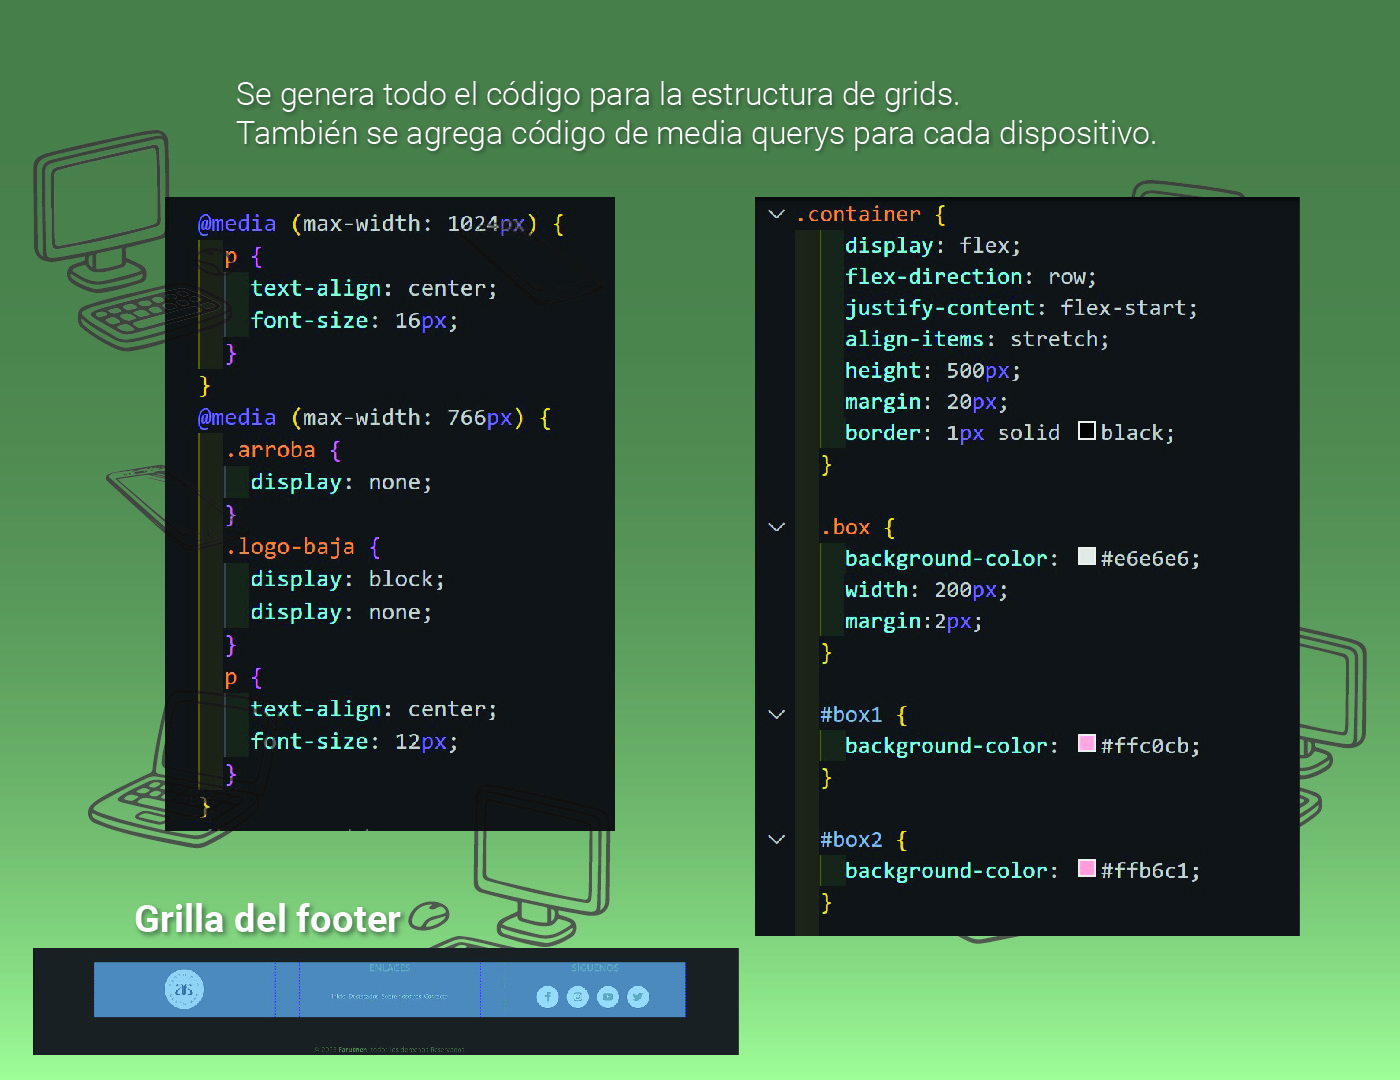 Se genera todo el código para la estructura de grids.
También se agrega código de media querys para cada dispositivo.
@media (max-width: 1024px) {
p {
text-align: center;
font-size: 16px;
}
}
@media (max-width: 766px) {
.arroba {
display: none;
}
.logo-baja {
display: block;
display: none;
}
p {
text-align: center;
font-size: 12px;
}
}
.container {
display: flex;
flex-direction: row;
justify-content: flex-start;
align-items: stretch;
height: 500px;
margin: 20px;
border: 1px solid black;
}
.box {
background-color: #e6e6e6;
width: 200px;
margin:2px;
}
#box1 {
background-color: #ffc0cb;
}
#box2 {
background-color: #ffb6c1;
}
Grilla del footer
ENLACES
SIGUENOS